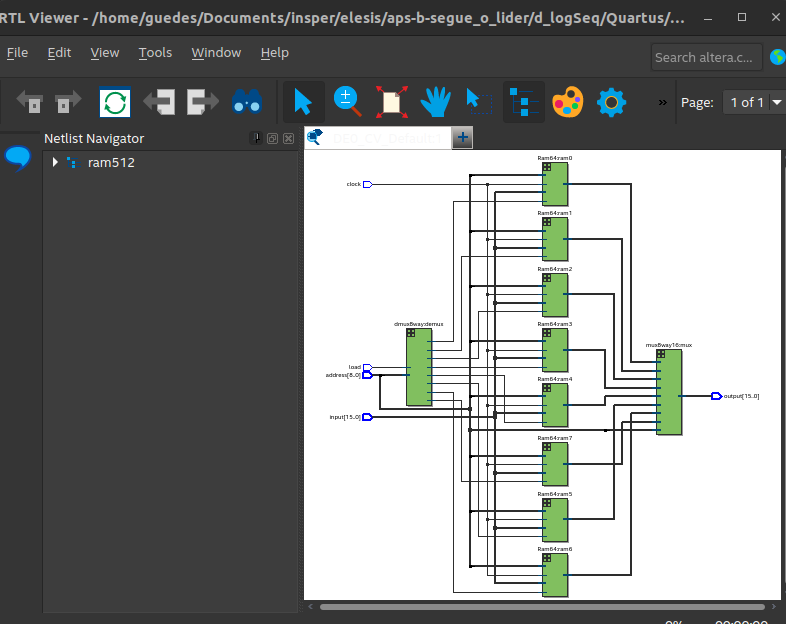 RTL Viewer - /home/guedes/Documents/insper/elesis/aps-b-segue_o_lider/d_logSeq/Quartus/...
File Edit View Tools Window Help
Search altera.c...
» Page: 1 of 1
Netlist Navigator
DE0_CV_Default:1
ram512
Ram64:ram0
clock
Ram64:ram1
Ram64:ram2
dmux8way:demux
Ram64:ram3
mux8way16:mux
load
address[8..0]
Ram64:ram4
output[15..0]
input[15..0]
Ram64:ram7
Ram64:ram5
Ram64:ram6